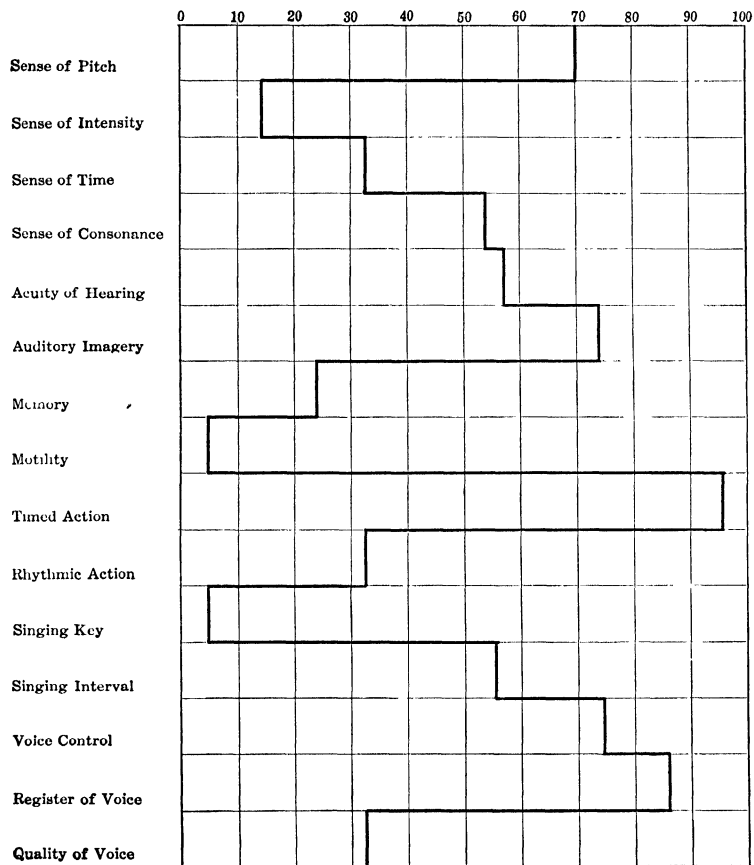 0 10 20 30 40 50 60 70 80 90 100
Sense of Pitch
Sense of Intensity
Sense of Time
Sense of Consonance
Acuity of Hearing
Auditory Imagery
Memory
Motility
Timed Action
Rhythmic Action
Singing Key
Singing Interval
Voice Control
Register of Voice
Quality of Voice